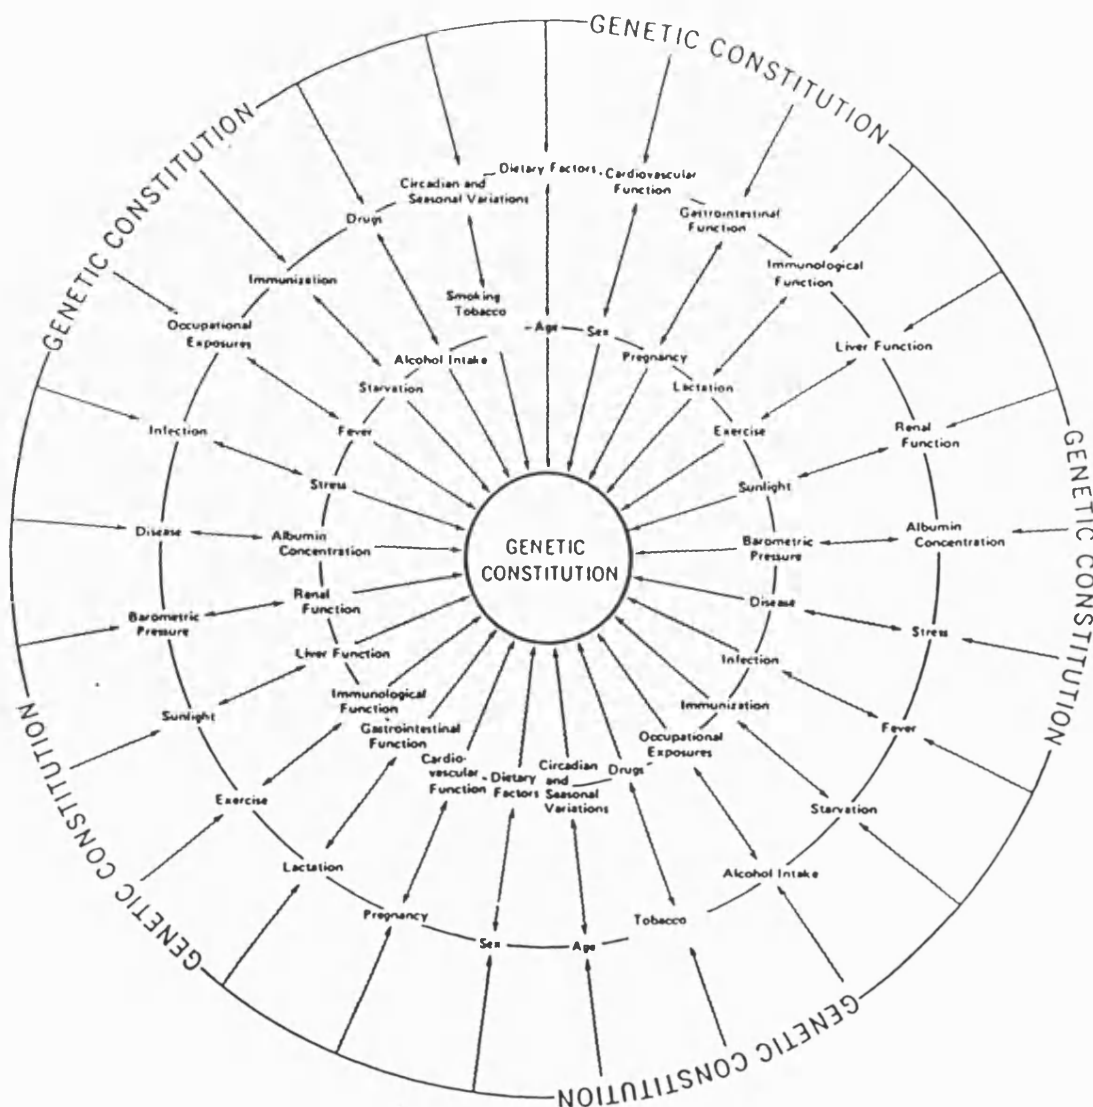 GENETIC CONSTITUTION
GENETIC CONSTITUTION
GENETIC CONSTITUTION
GENETIC CONSTITUTION
GENETIC CONSTITUTION
GENETIC CONSTITUTION
GENETIC CONSTITUTION
Dietary Factors
Cardiovascular
Function
Gastrointestinal
Function
Immunological
Function
Liver Function
Renal
Function
Albumin
Concentration
Stress
Fever
Starvation
Alcohol Intake
Tobacco
Age
Sex
Pregnancy
Lactation
Exercise
Sunlight
Barometric
Pressure
Disease
Infection
Occupational
Exposures
Immunization
Drugs
Circadian and
Seasonal Variations
Age
Sex
Pregnancy
Lactation
Exercise
Sunlight
Barometric
Pressure
Disease
Infection
Immunization
Occupational
Exposures
Drugs
Circadian
and
Seasonal
Variations
Dietary
Factors
Cardio-
vascular
Function
Gastrointestinal
Function
Immunological
Function
Liver Function
Renal
Function
Albumin
Concentration
Stress
Fever
Starvation
Alcohol Intake
Smoking
Tobacco
GENETIC
CONSTITUTION